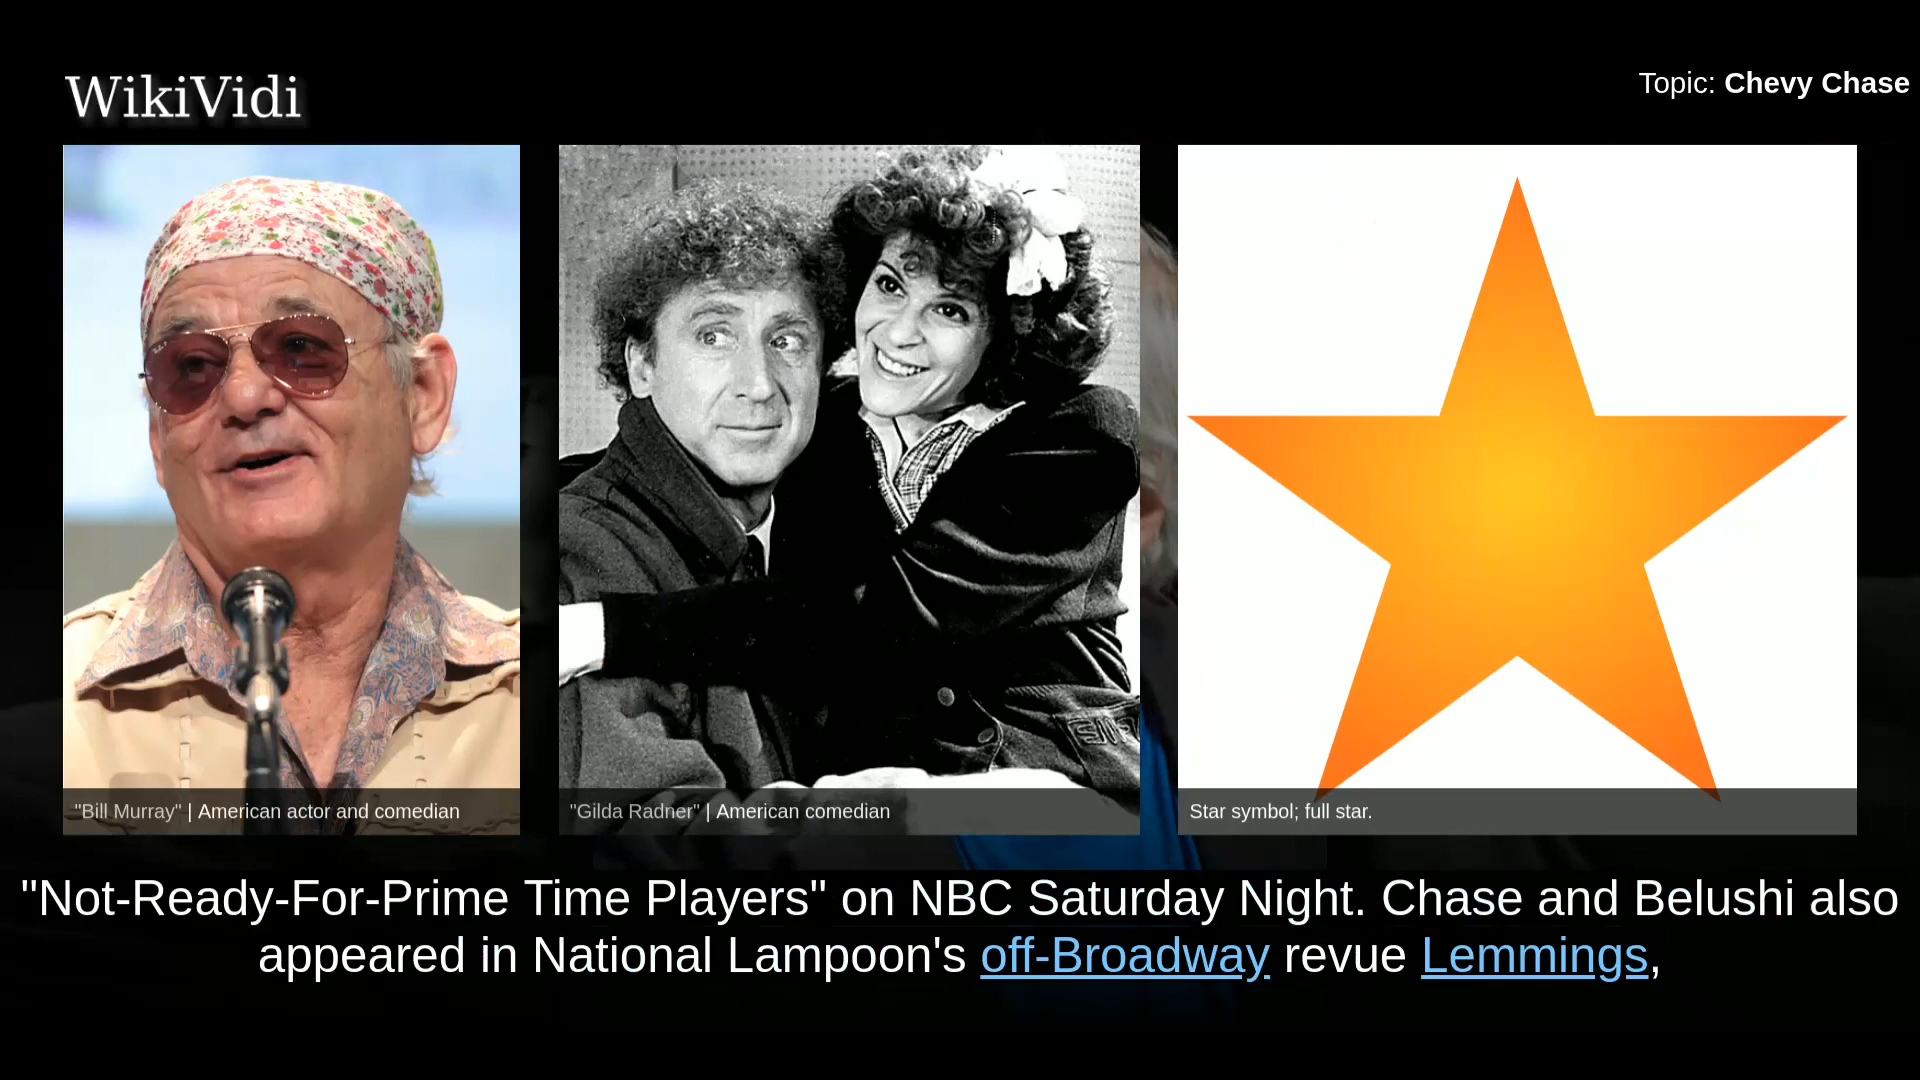 WikiVidi
Topic: Chevy Chase
"Bill Murray" | American actor and comedian
"Gilda Radner" | American comedian
Star symbol; full star.
"Not-Ready-For-Prime Time Players" on NBC Saturday Night. Chase and Belushi also
appeared in National Lampoon's off-Broadway revue Lemmings,